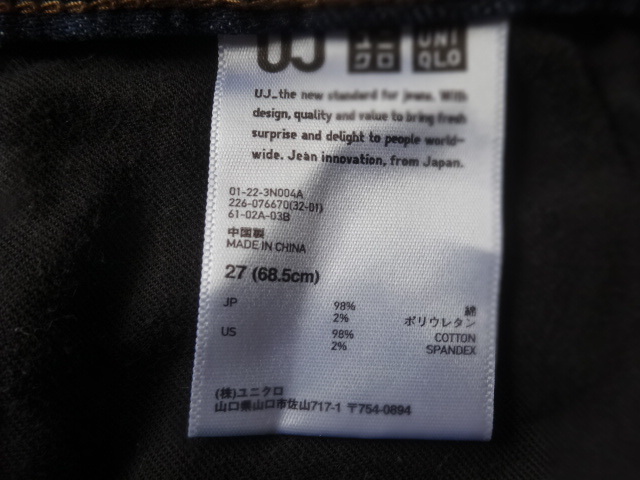 UJ ユニクロ UNIQLO
UJ_the new standard for jeans. With
design, quality and value to bring fresh
surprise and delight to people world-
wide. Jean innovation, from Japan.
01-22-3N004A
226-076670(32-01)
61-02A-03B
中国製
MADE IN CHINA
27 (68.5cm)
JP 98% 綿
2% ポリウレタン
US 98% COTTON
2% SPANDEX
(株)ユニクロ
山口県山口市佐山717-1 〒754-0894